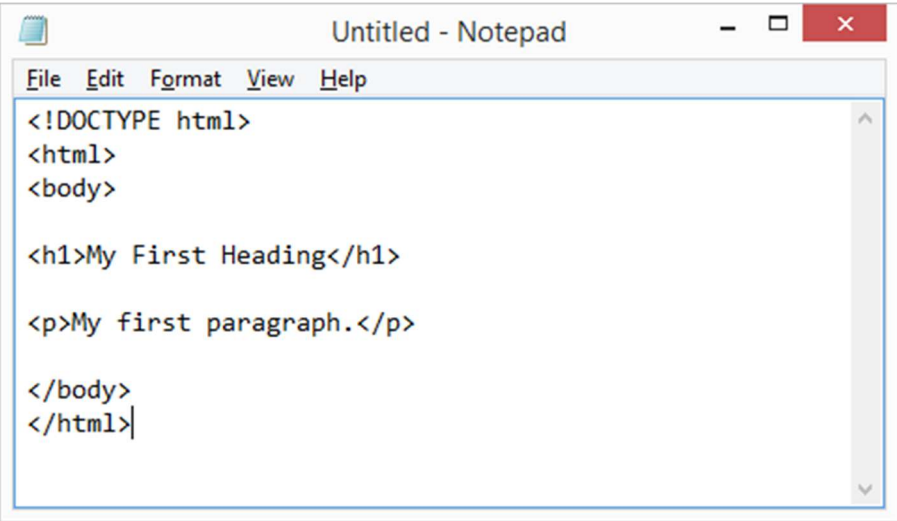 Untitled - Notepad
File Edit Format View Help
<!DOCTYPE html>
<html>
<body>
<h1>My First Heading</h1>
<p>My first paragraph.</p>
</body>
</html>